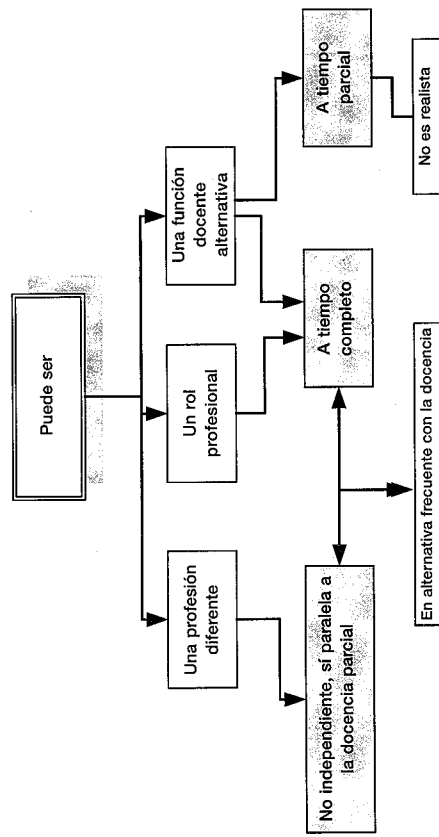 Puede ser
Una profesión
diferente
Un rol
profesional
Una función
docente
alternativa
No independiente, sí paralela a
la docencia parcial
A tiempo
completo
A tiempo
parcial
En alternativa frecuente con la docencia
No es realista